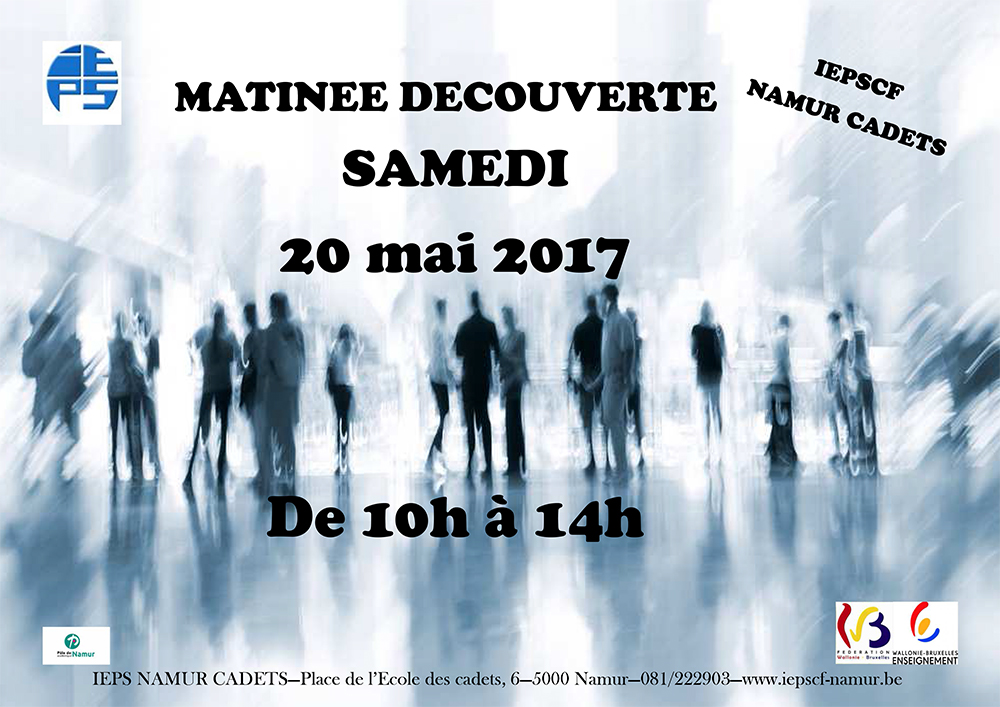 IEPS
MATINEE DECOUVERTE
IEPSCF
NAMUR CADETS
SAMEDI
20 mai 2017
De 10h à 14h
Pôle de
Namur
FEDERATION
Wallonie - Bruxelles
WALLONIE-BRUXELLES
ENSEIGNEMENT
IEPS NAMUR CADETS—Place de l'Ecole des cadets, 6—5000 Namur—081/222903—www.iepscf-namur.be